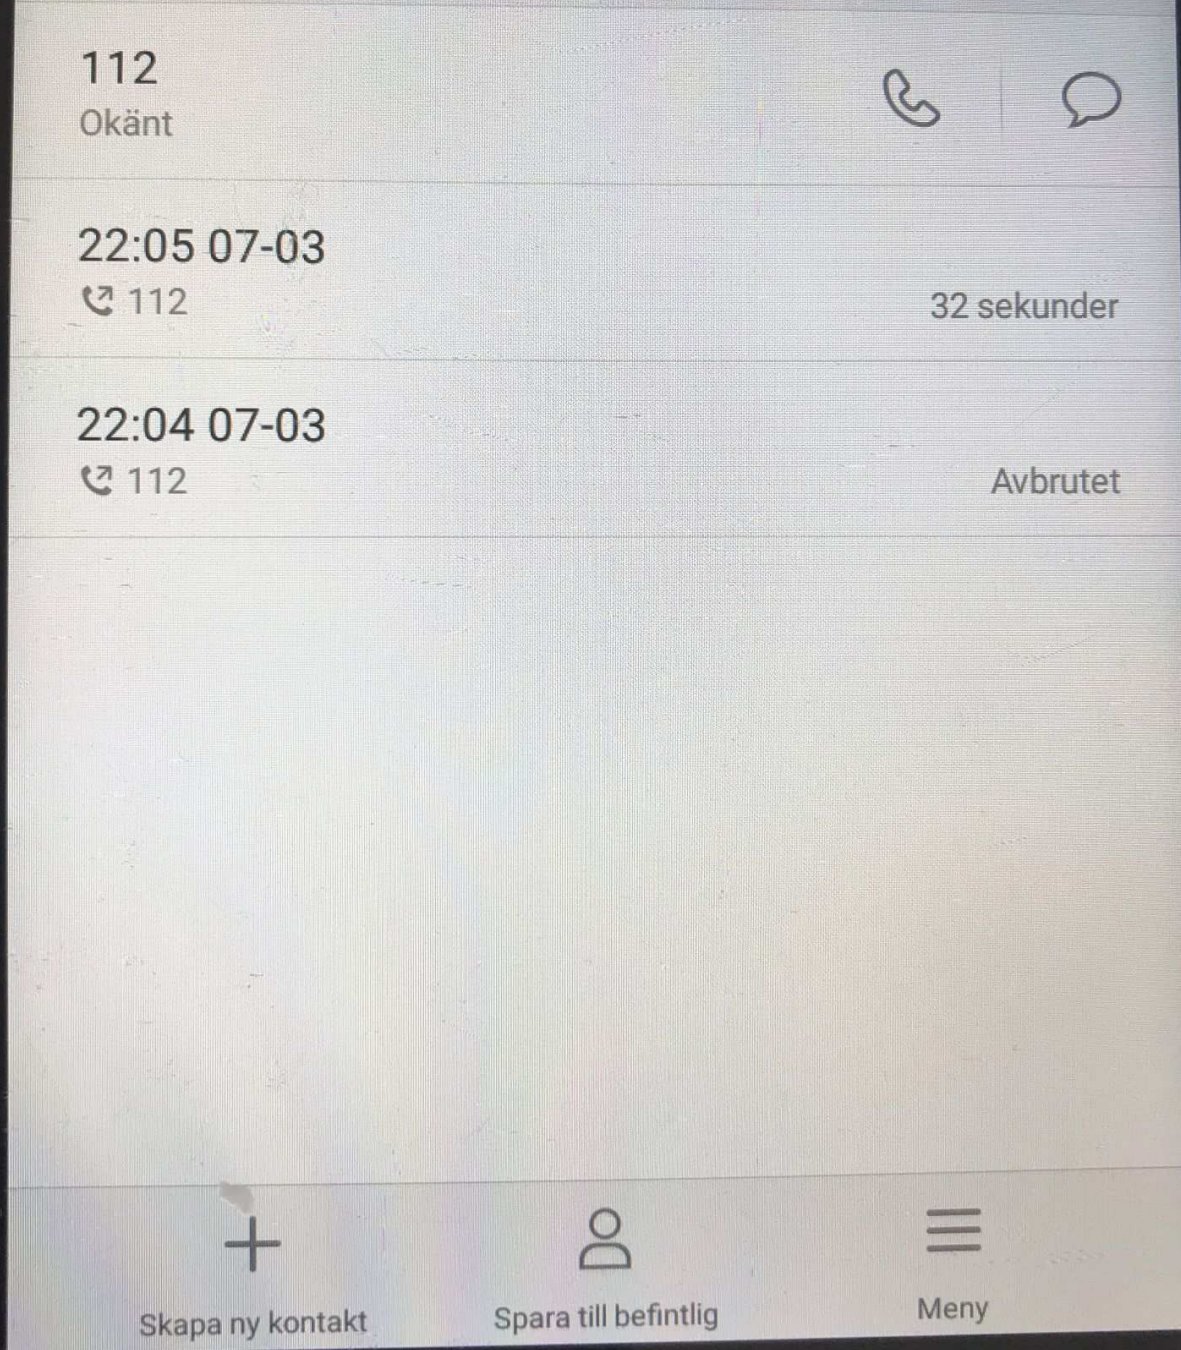 112
Okänt
22:05 07-03
112
32 sekunder
22:04 07-03
112
Avbrutet
Skapa ny kontakt
Spara till befintlig
Meny